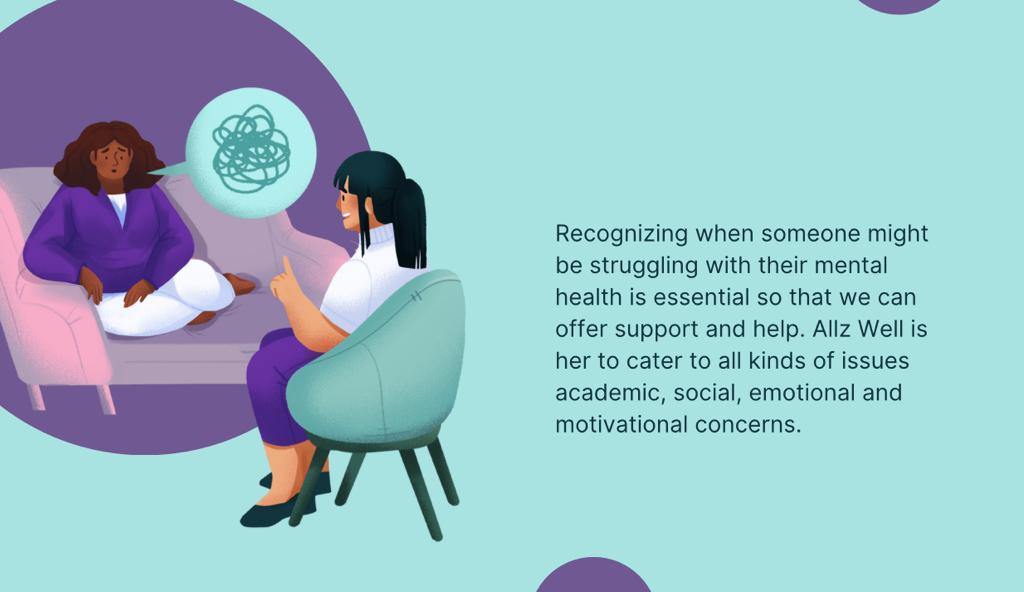 Recognizing when someone might
be struggling with their mental
health is essential so that we can
offer support and help. Allz Well is
her to cater to all kinds of issues
academic, social, emotional and
motivational concerns.